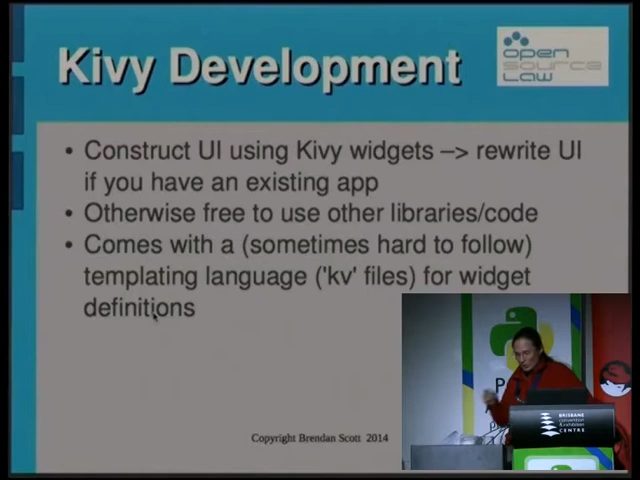 Kivy Development
open
source
LAW
• Construct UI using Kivy widgets –> rewrite UI
if you have an existing app
• Otherwise free to use other libraries/code
• Comes with a (sometimes hard to follow)
templating language ('kv' files) for widget
definitions
Copyright Brendan Scott 2014
P
BRISBANE
CENTRE